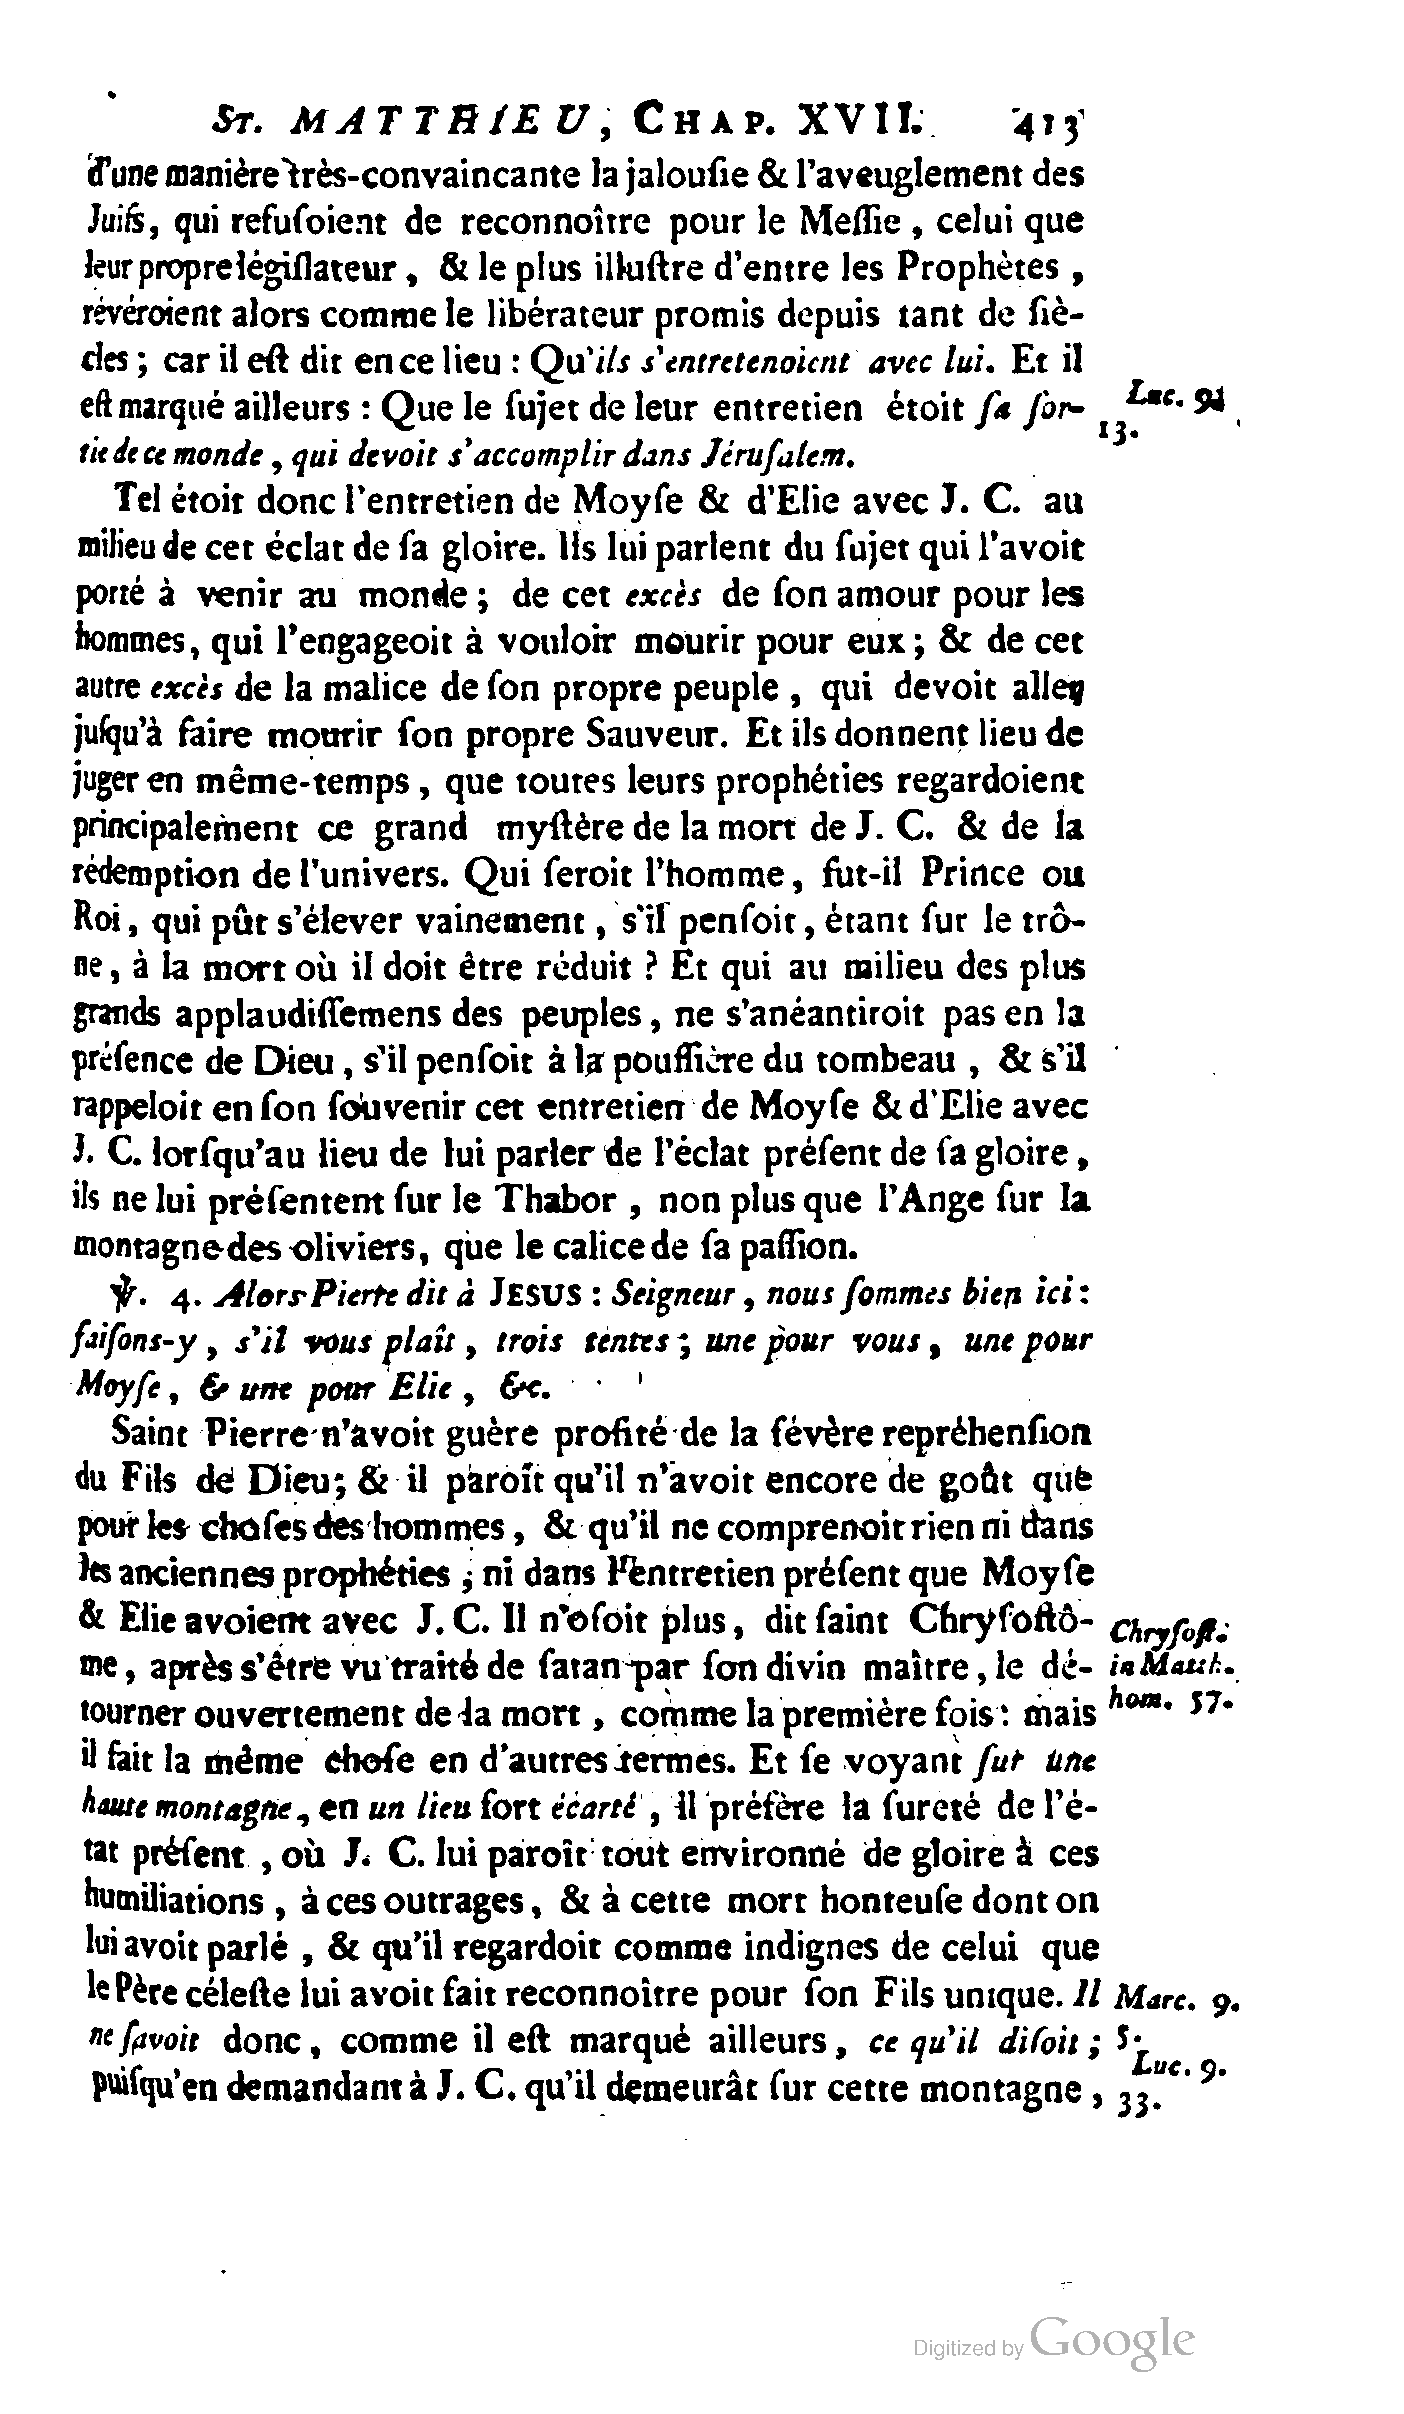 ST. MATTHIEU, CHAP. XVII. 413
d'une manière très-convaincante la jalouſie & l'aveuglement des
Juifs, qui refuſoient de reconnoître pour le Meſſie, celui que
leur propre légiſlateur, & le plus illuſtre d'entre les Prophètes,
révéroient alors comme le libérateur promis depuis tant de ſiè-
cles; car il eſt dit en ce lieu : Qu'ils s'entretenoient avec lui. Et il
eſt marqué ailleurs : Que le ſujet de leur entretien étoit ſa ſor-
Luc. 9.
13.
tie de ce monde, qui devoit s'accomplir dans Jéruſalem.
Tel étoit donc l'entretien de Moyſe & d'Elie avec J. C. au
milieu de cet éclat de ſa gloire. Ils lui parlent du ſujet qui l'avoit
porté à venir au monde; de cet excès de ſon amour pour les
hommes, qui l'engageoit à vouloir mourir pour eux; & de cet
autre excès de la malice de ſon propre peuple, qui devoit aller
juſqu'à faire mourir ſon propre Sauveur. Et ils donnent lieu de
juger en même-temps, que toutes leurs prophéties regardoient
principalement ce grand myſtère de la mort de J. C. & de la
rédemption de l'univers. Qui ſeroit l'homme, fut-il Prince ou
Roi, qui pût s'élever vainement, s'il penſoit, étant ſur le trô-
ne, à la mort où il doit être réduit ? Et qui au milieu des plus
grands applaudiſſemens des peuples, ne s'anéantiroit pas en la
préſence de Dieu, s'il penſoit à la pouſſière du tombeau, & s'il
rappeloit en ſon ſouvenir cet entretien de Moyſe & d'Elie avec
J. C. lorſqu'au lieu de lui parler de l'éclat préſent de ſa gloire,
ils ne lui préſentent ſur le Thabor, non plus que l'Ange ſur la
montagne des oliviers, que le calice de ſa paſſion.
℣. 4. Alors Pierre dit à JESUS : Seigneur, nous ſommes bien ici :
faiſons-y, s'il vous plaît, trois tentes; une pour vous, une pour
Moyſe, & une pour Elie, &c.
Saint Pierre n'avoit guère profité de la ſévère repréhenſion
du Fils de Dieu; & il paroît qu'il n'avoit encore de goût que
pour les choſes des hommes, & qu'il ne comprenoit rien ni dans
les anciennes prophéties, ni dans l'entretien préſent que Moyſe
& Elie avoient avec J. C. Il n'oſoit plus, dit ſaint Chryſoſtô-
Chryſoſt.
me, après s'être vu traité de ſatan par ſon divin maître, le dé-
in Matth.
tourner ouvertement de la mort, comme la première fois : mais
hom. 57.
il fait la même choſe en d'autres termes. Et ſe voyant ſur une
haute montagne, en un lieu fort écarté, il préfère la ſureté de l'é-
tat préſent, où J. C. lui paroît tout environné de gloire à ces
humiliations, à ces outrages, & à cette mort honteuſe dont on
lui avoit parlé, & qu'il regardoit comme indignes de celui que
le Père céleſte lui avoit fait reconnoître pour ſon Fils unique. Il
Marc. 9.
ne ſavoit donc, comme il eſt marqué ailleurs, ce qu'il diſoit;
5.
Luc. 9.
puiſqu'en demandant à J. C. qu'il demeurât ſur cette montagne,
33.
Digitized by Google